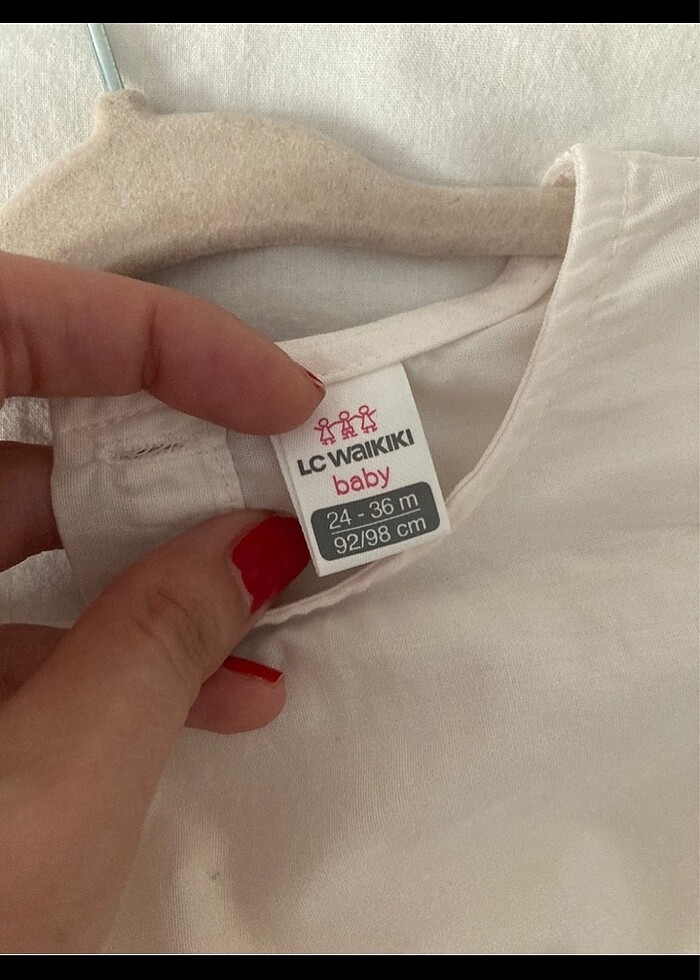 LC WAIKIKI
baby
24 - 36 m
92/98 cm